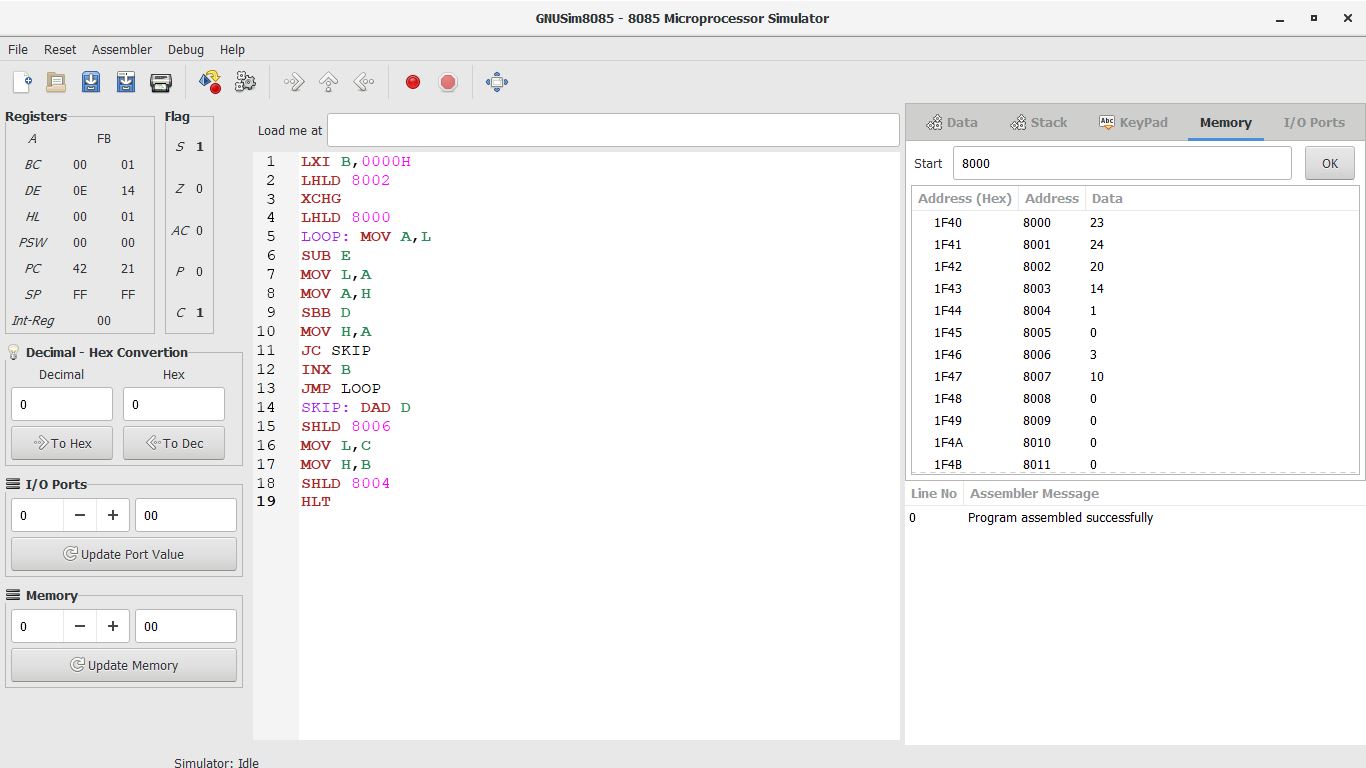 GNUSim8085 - 8085 Microprocessor Simulator
File Reset Assembler Debug Help
Registers
A FB
BC 00 01
DE 0E 14
HL 00 01
PSW 00 00
PC 42 21
SP FF FF
Int-Reg 00
Flag
S 1
Z 0
AC 0
P 0
C 1
Decimal - Hex Convertion
Decimal Hex
0 0
To Hex To Dec
I/O Ports
0 − + 00
Update Port Value
Memory
0 − + 00
Update Memory
Load me at
1 LXI B,0000H
2 LHLD 8002
3 XCHG
4 LHLD 8000
5 LOOP: MOV A,L
6 SUB E
7 MOV L,A
8 MOV A,H
9 SBB D
10 MOV H,A
11 JC SKIP
12 INX B
13 JMP LOOP
14 SKIP: DAD D
15 SHLD 8006
16 MOV L,C
17 MOV H,B
18 SHLD 8004
19 HLT
Data Stack Abc KeyPad Memory I/O Ports
Start 8000 OK
Address (Hex) Address Data
1F40 8000 23
1F41 8001 24
1F42 8002 20
1F43 8003 14
1F44 8004 1
1F45 8005 0
1F46 8006 3
1F47 8007 10
1F48 8008 0
1F49 8009 0
1F4A 8010 0
1F4B 8011 0
Line No Assembler Message
0 Program assembled successfully
Simulator: Idle